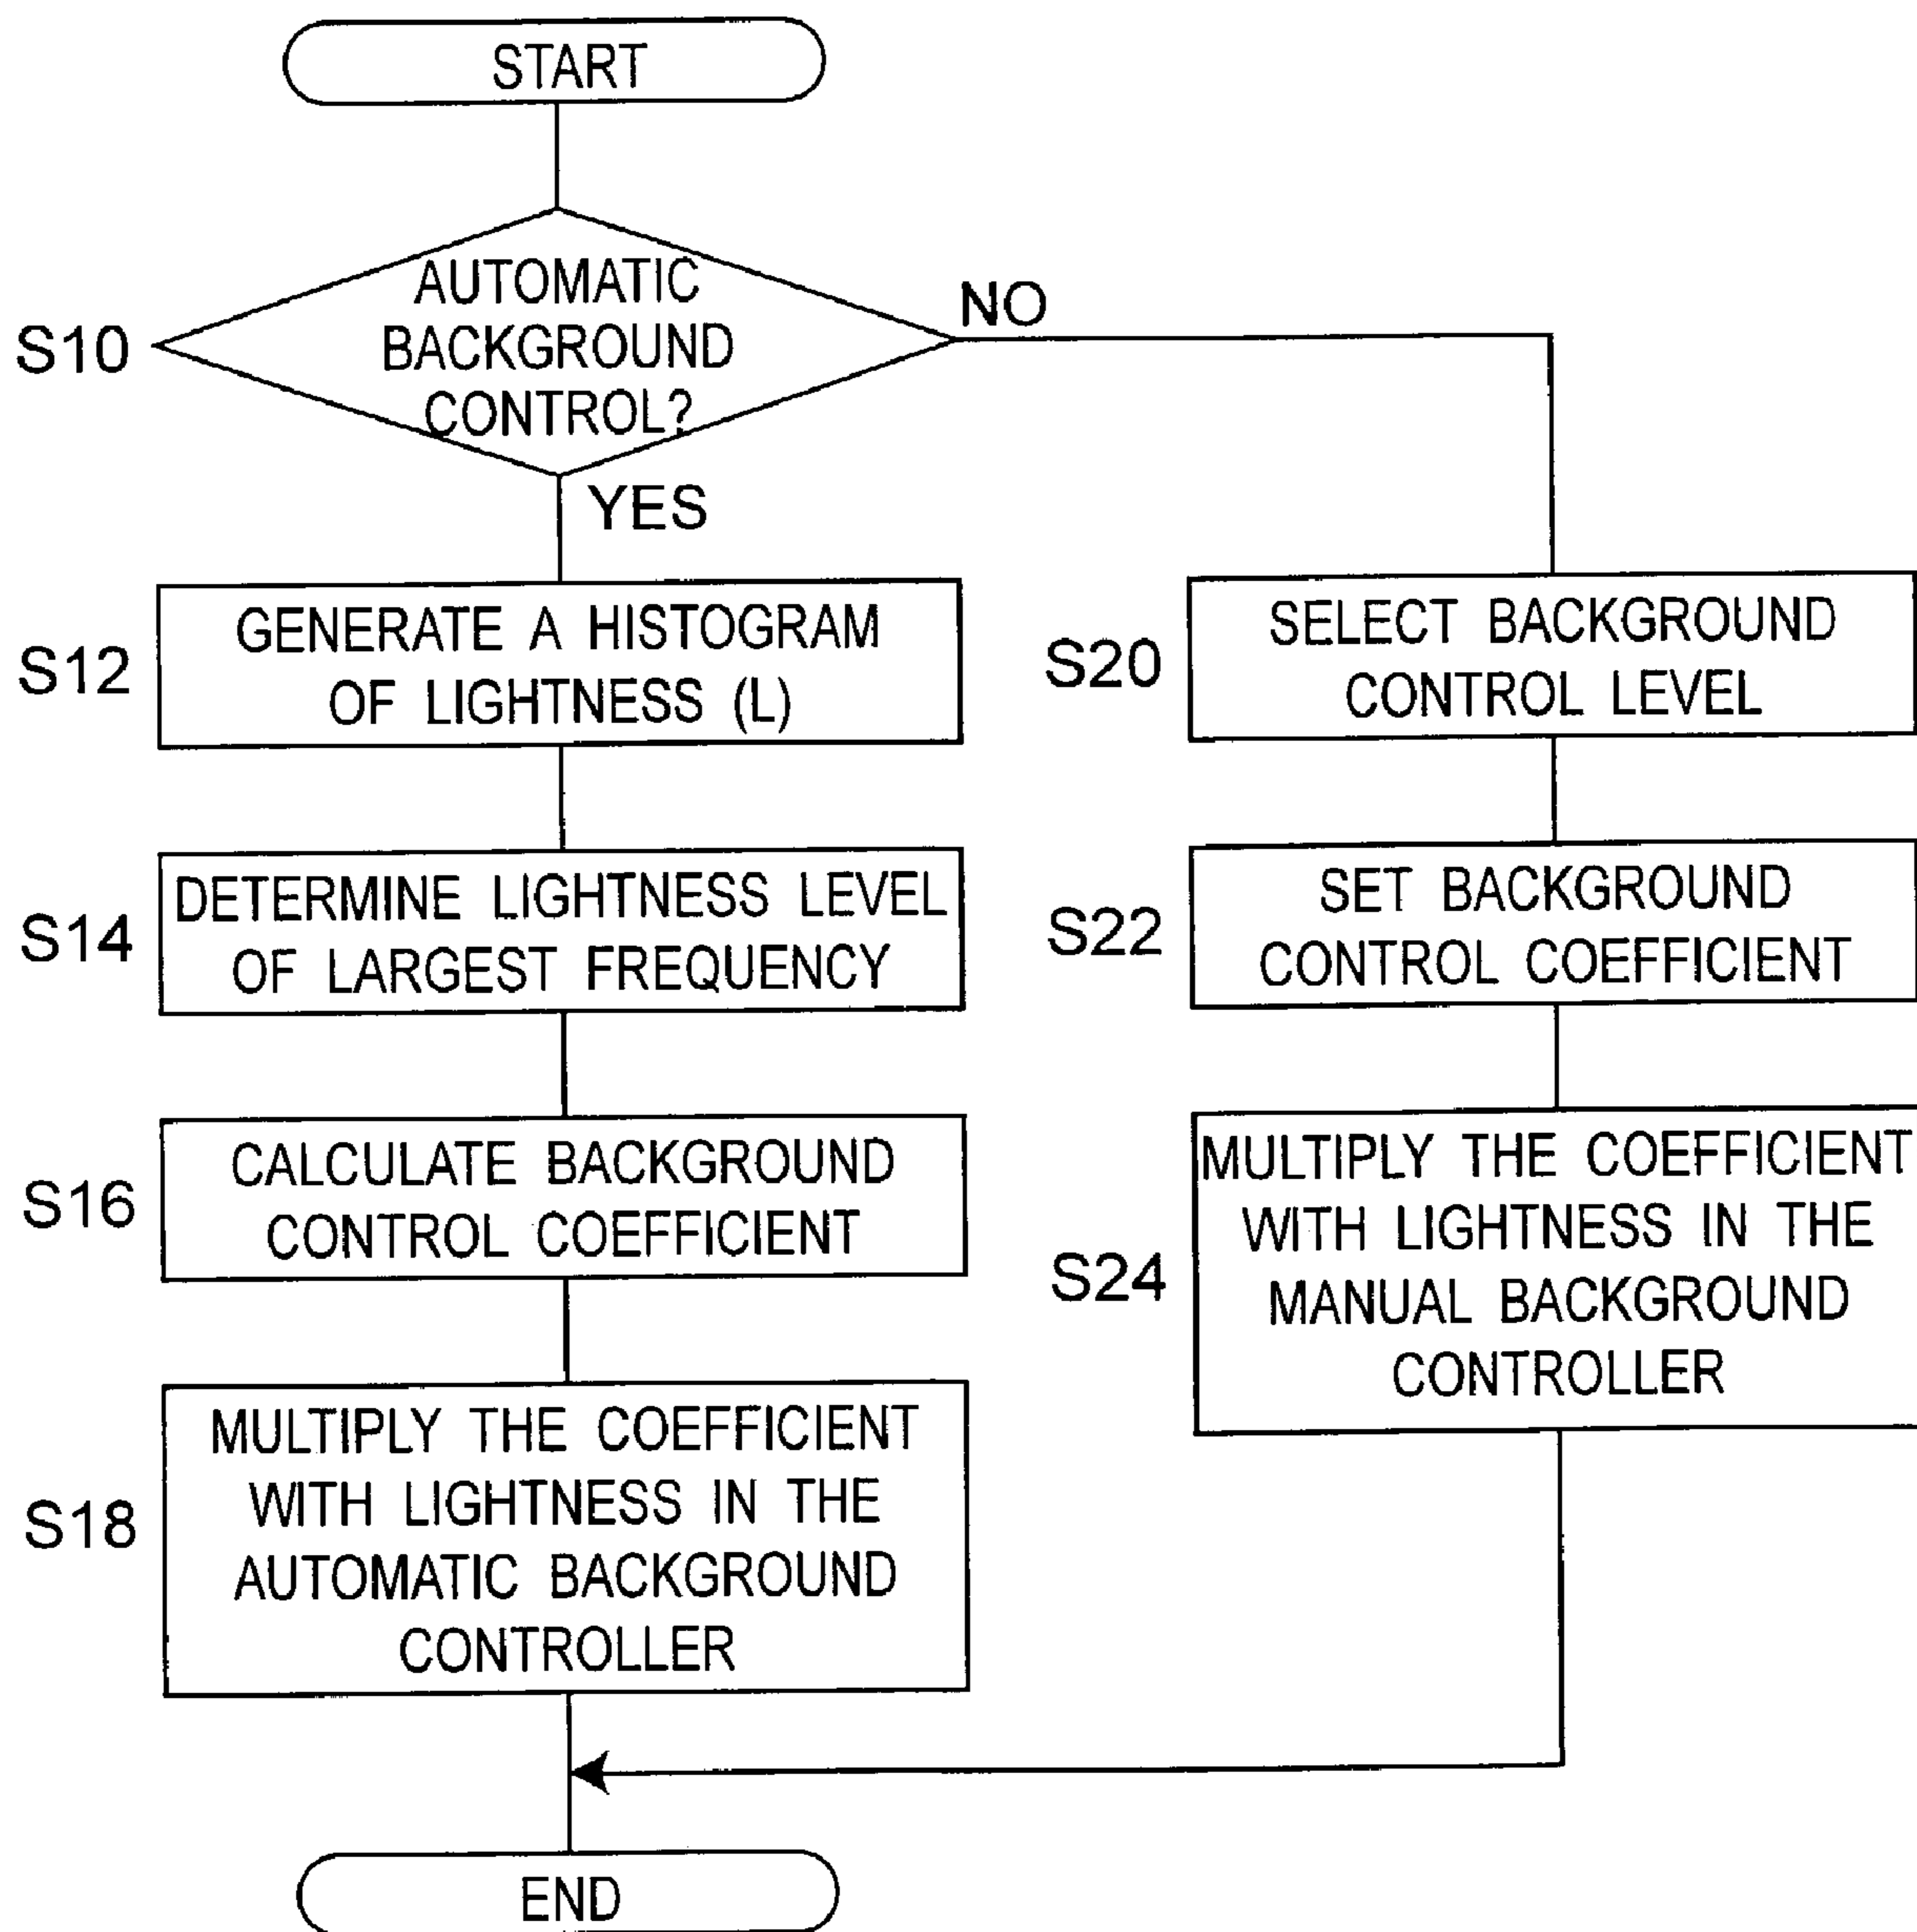 START
AUTOMATIC
BACKGROUND
CONTROL?
S10
NO
YES
S12
GENERATE A HISTOGRAM
OF LIGHTNESS (L)
S14
DETERMINE LIGHTNESS LEVEL
OF LARGEST FREQUENCY
S16
CALCULATE BACKGROUND
CONTROL COEFFICIENT
S18
MULTIPLY THE COEFFICIENT
WITH LIGHTNESS IN THE
AUTOMATIC BACKGROUND
CONTROLLER
S20
SELECT BACKGROUND
CONTROL LEVEL
S22
SET BACKGROUND
CONTROL COEFFICIENT
S24
MULTIPLY THE COEFFICIENT
WITH LIGHTNESS IN THE
MANUAL BACKGROUND
CONTROLLER
END